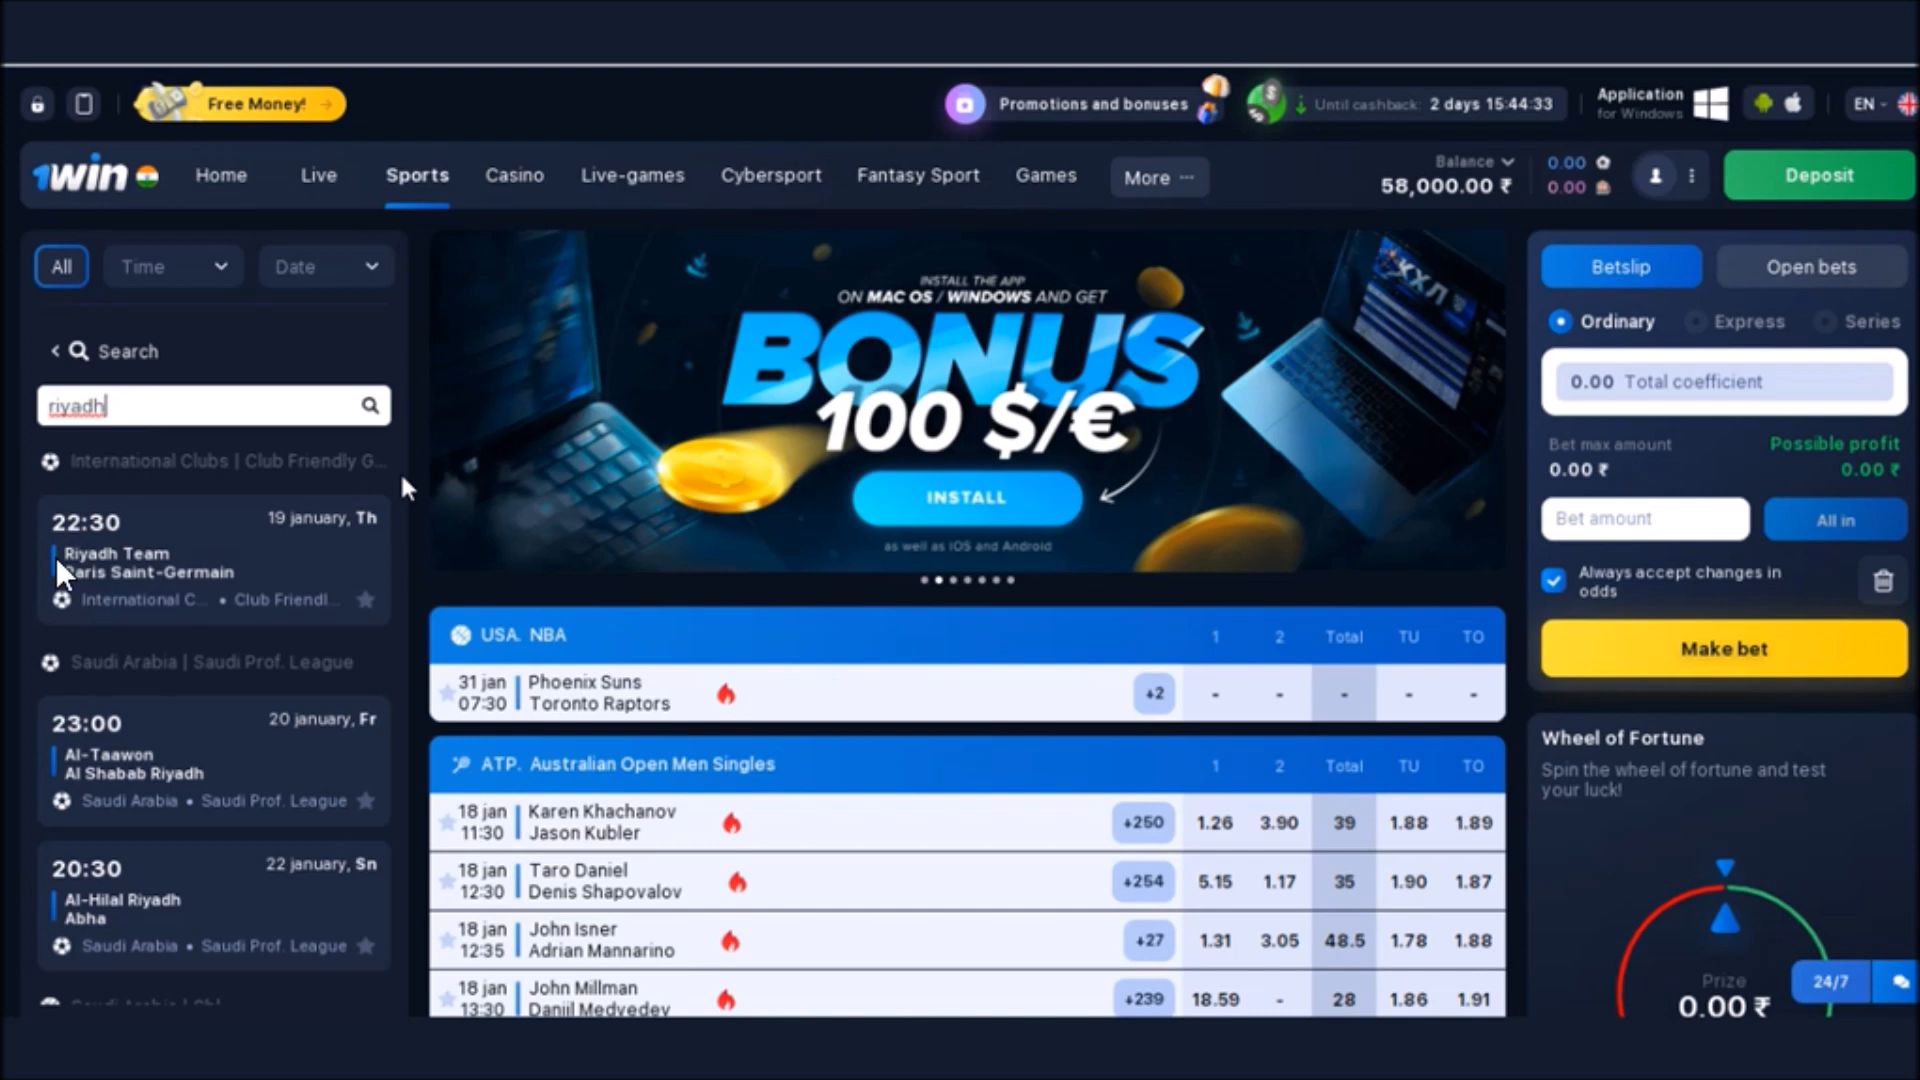 Free Money! →
Promotions and bonuses
Until cashback: 2 days 15:44:33
Application
for Windows
EN
1win
Home
Live
Sports
Casino
Live-games
Cybersport
Fantasy Sport
Games
More ···
Balance
58,000.00 ₹
0.00
0.00
Deposit
All
Time
Date
Search
riyadh
International Clubs | Club Friendly G...
22:30
19 january, Th
Riyadh Team
Paris Saint-Germain
International C... • Club Friendl...
Saudi Arabia | Saudi Prof. League
23:00
20 january, Fr
Al-Taawon
Al Shabab Riyadh
Saudi Arabia • Saudi Prof. League
20:30
22 january, Sn
Al-Hilal Riyadh
Abha
Saudi Arabia • Saudi Prof. League
INSTALL THE APP
ON MAC OS / WINDOWS AND GET
BONUS
100 $/€
INSTALL
as well as iOS and Android
КХЛ
USA. NBA 1 2 Total TU TO
31 jan Phoenix Suns
07:30 Toronto Raptors
+2 - - - - -
ATP. Australian Open Men Singles 1 2 Total TU TO
18 jan Karen Khachanov
11:30 Jason Kubler
+250 1.26 3.90 39 1.88 1.89
18 jan Taro Daniel
12:30 Denis Shapovalov
+254 5.15 1.17 35 1.90 1.87
18 jan John Isner
12:35 Adrian Mannarino
+27 1.31 3.05 48.5 1.78 1.88
18 jan John Millman
13:30 Daniil Medvedev
+239 18.59 - 28 1.86 1.91
Betslip
Open bets
Ordinary
Express
Series
0.00 Total coefficient
Bet max amount
0.00 ₹
Possible profit
0.00 ₹
Bet amount
All in
Always accept changes in
odds
Make bet
Wheel of Fortune
Spin the wheel of fortune and test
your luck!
Prize
0.00 ₹
24/7